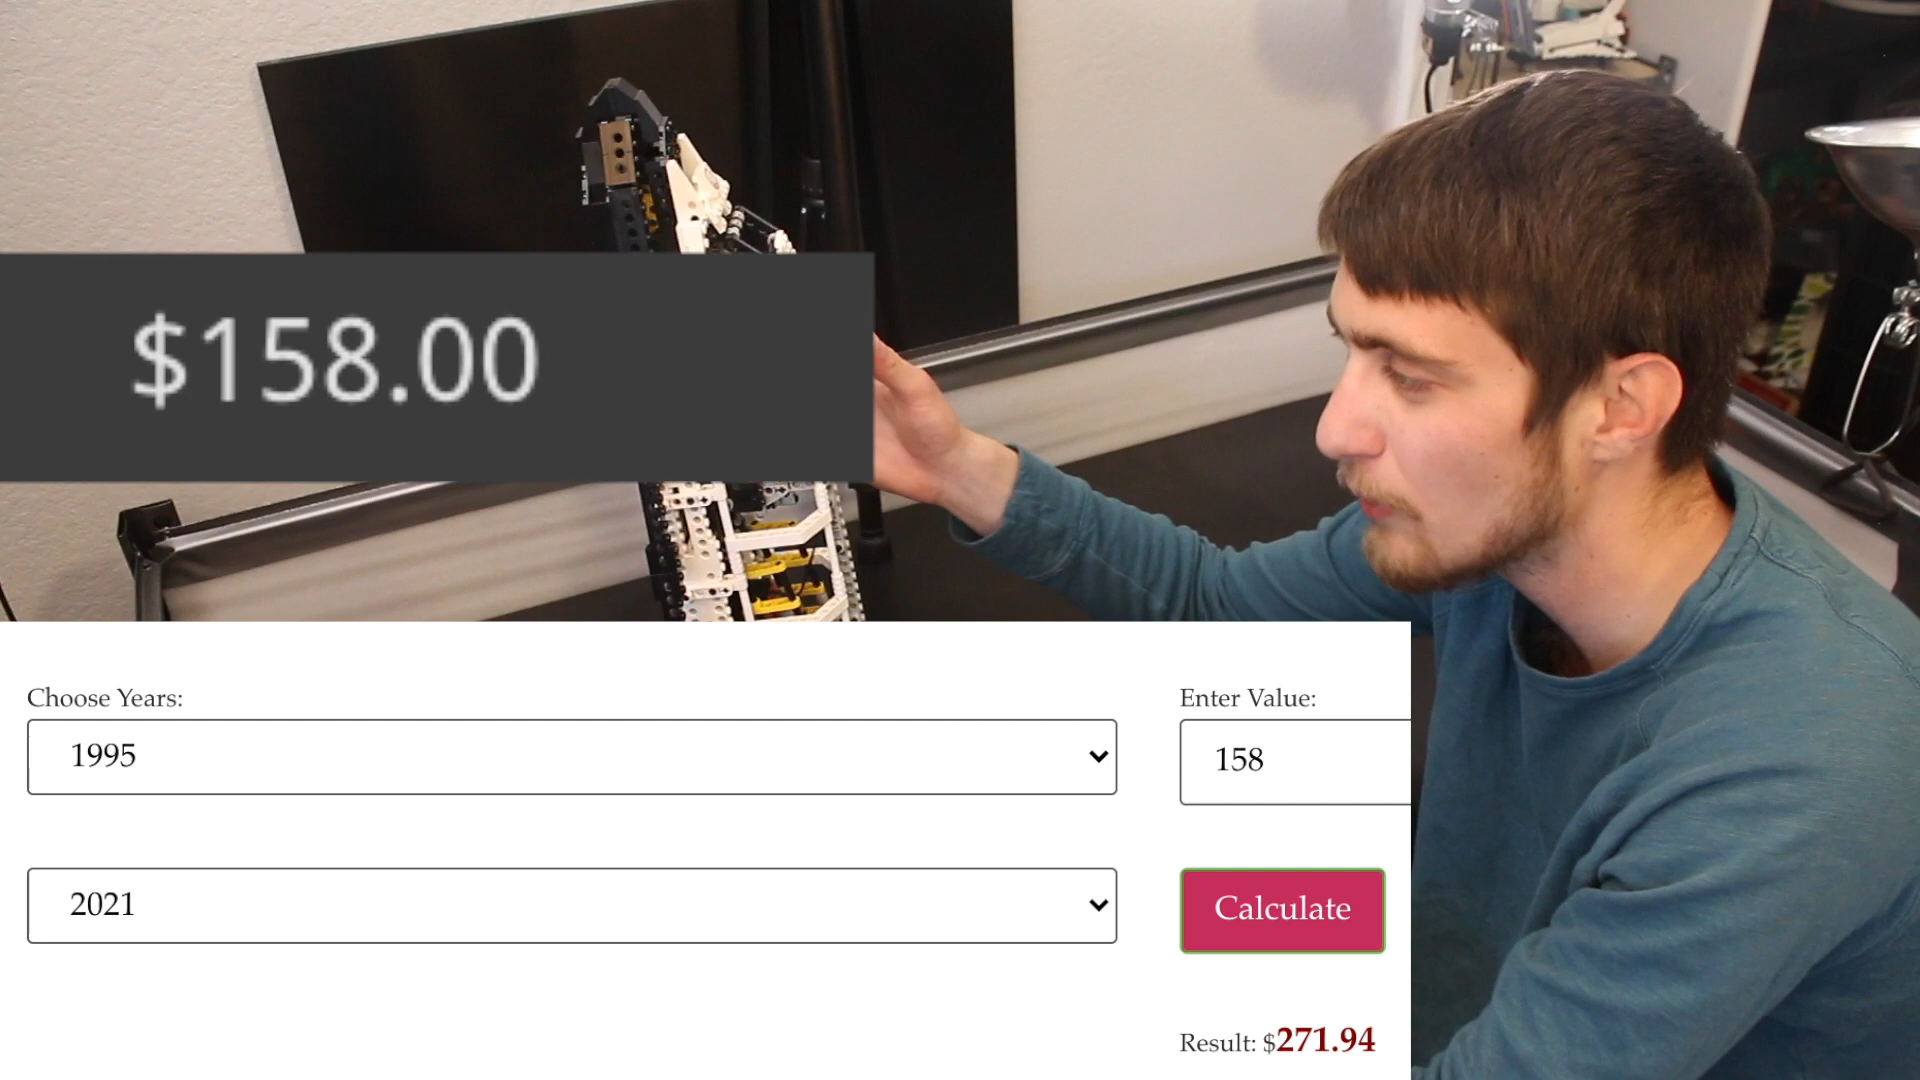 $158.00
Choose Years:
Enter Value:
1995
158
2021
Calculate
Result: $271.94